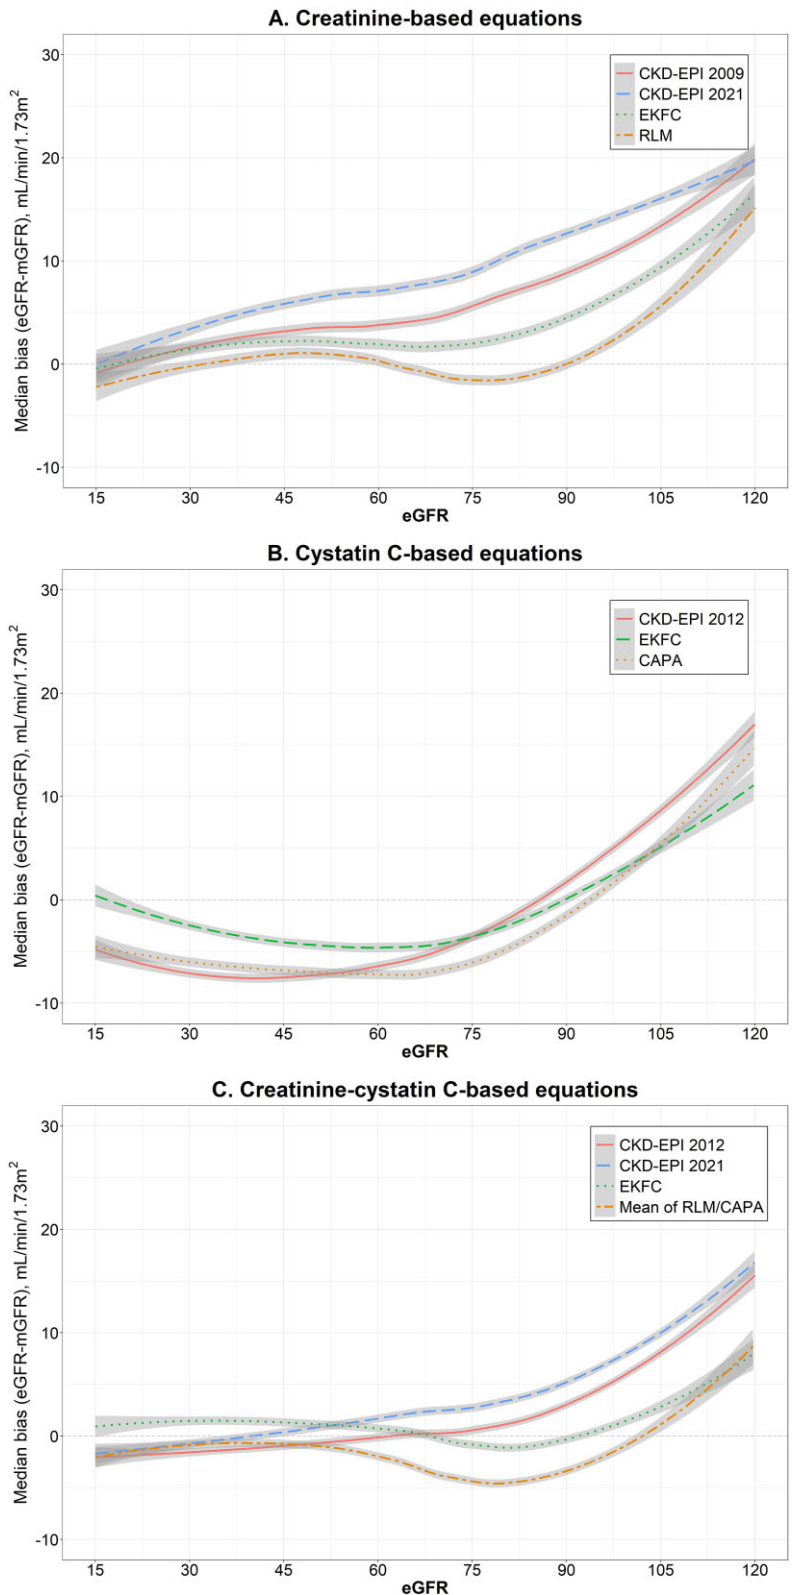 A. Creatinine-based equations
Median bias (eGFR-mGFR), mL/min/1.73m²
30
20
10
0
-10
CKD-EPI 2009
CKD-EPI 2021
EKFC
RLM
15 30 45 60 75 90 105 120
eGFR
B. Cystatin C-based equations
Median bias (eGFR-mGFR), mL/min/1.73m²
30
20
10
0
-10
CKD-EPI 2012
EKFC
CAPA
15 30 45 60 75 90 105 120
eGFR
C. Creatinine-cystatin C-based equations
Median bias (eGFR-mGFR), mL/min/1.73m²
30
20
10
0
-10
CKD-EPI 2012
CKD-EPI 2021
EKFC
Mean of RLM/CAPA
15 30 45 60 75 90 105 120
eGFR